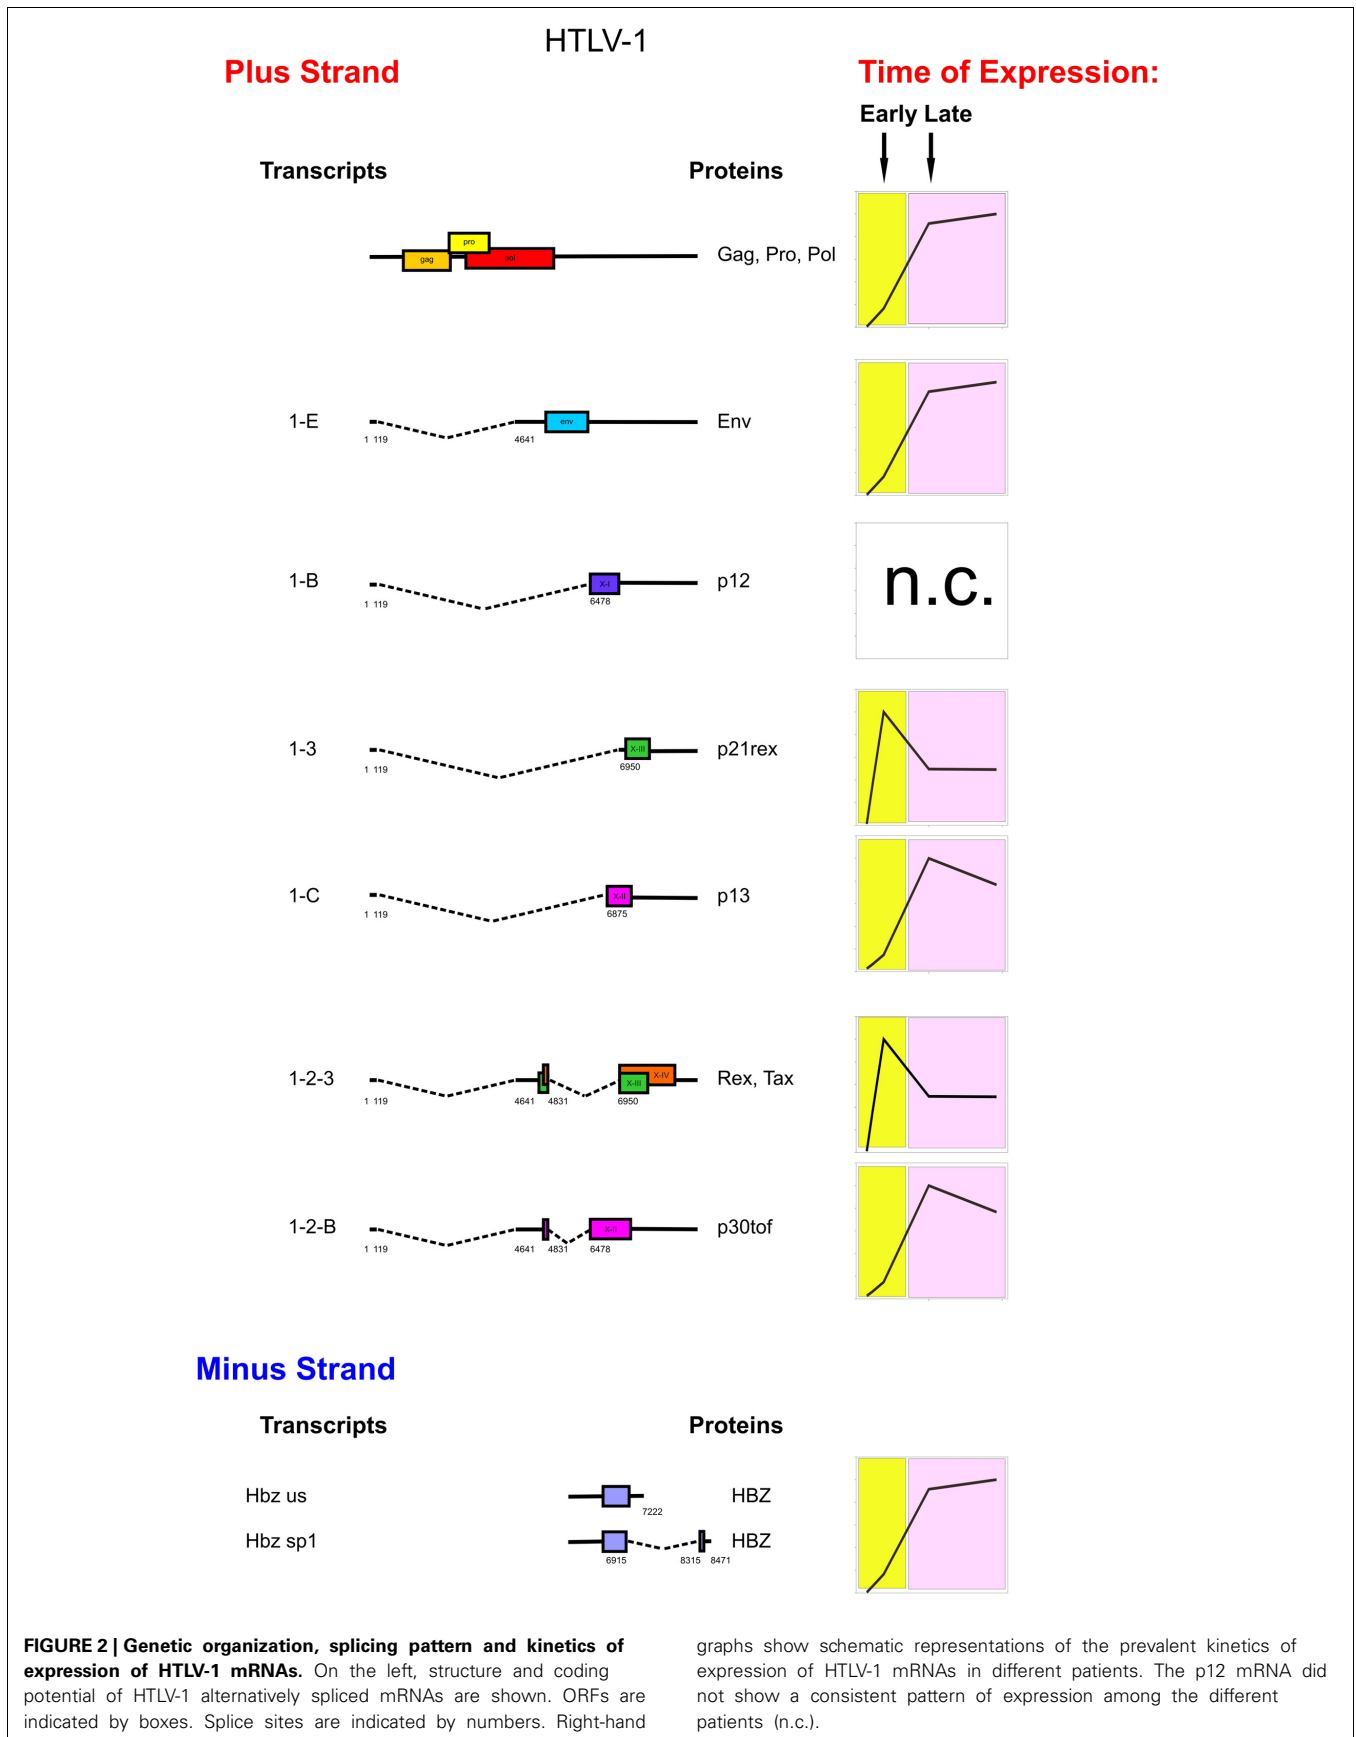 HTLV-1
Plus Strand
Time of Expression:
Early Late
Transcripts
Proteins
pro
gag
pol
Gag, Pro, Pol
1-E
env
Env
1 119
4641
1-B
X-I
p12
n.c.
1 119
6478
1-3
X-III
p21rex
1 119
6950
1-C
X-II
p13
1 119
6875
1-2-3
X-IV
X-III
Rex, Tax
1 119
4641
4831
6950
1-2-B
X-II
p30tof
1 119
4641
4831
6478
Minus Strand
Transcripts
Proteins
Hbz us
HBZ
7222
Hbz sp1
HBZ
6915
8315
8471
FIGURE 2 | Genetic organization, splicing pattern and kinetics of
expression of HTLV-1 mRNAs. On the left, structure and coding
potential of HTLV-1 alternatively spliced mRNAs are shown. ORFs are
indicated by boxes. Splice sites are indicated by numbers. Right-hand
graphs show schematic representations of the prevalent kinetics of
expression of HTLV-1 mRNAs in different patients. The p12 mRNA did
not show a consistent pattern of expression among the different
patients (n.c.).